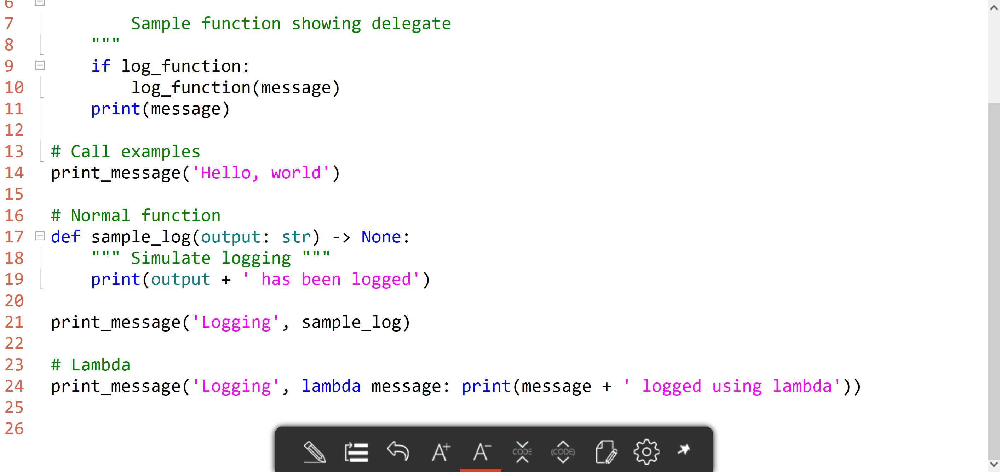 6
7 Sample function showing delegate
8 """
9 if log_function:
10 log_function(message)
11 print(message)
12
13 # Call examples
14 print_message('Hello, world')
15
16 # Normal function
17 def sample_log(output: str) -> None:
18 """ Simulate logging """
19 print(output + ' has been logged')
20
21 print_message('Logging', sample_log)
22
23 # Lambda
24 print_message('Logging', lambda message: print(message + ' logged using lambda'))
25
26
A+ A- CODE (CODE)